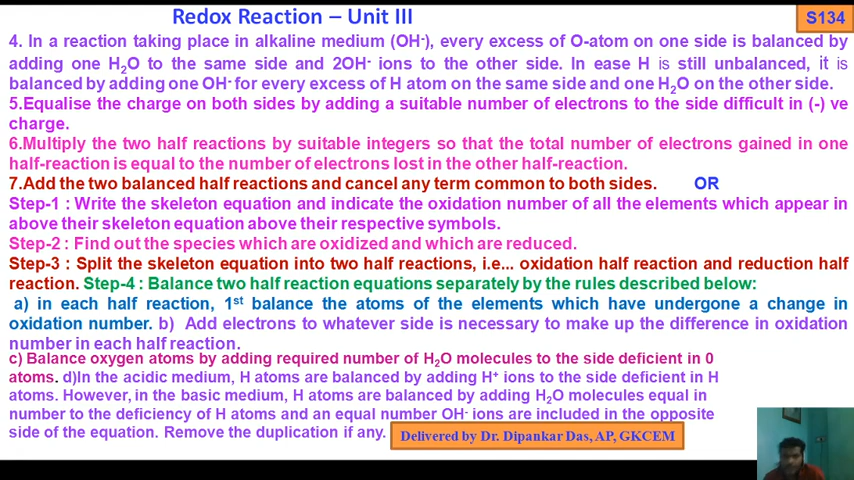 Redox Reaction – Unit III
S134
4. In a reaction taking place in alkaline medium (OH⁻), every excess of O-atom on one side is balanced by
adding one H₂O to the same side and 2OH⁻ ions to the other side. In ease H is still unbalanced, it is
balanced by adding one OH⁻ for every excess of H atom on the same side and one H₂O on the other side.
5.Equalise the charge on both sides by adding a suitable number of electrons to the side difficult in (-) ve
charge.
6.Multiply the two half reactions by suitable integers so that the total number of electrons gained in one
half-reaction is equal to the number of electrons lost in the other half-reaction.
7.Add the two balanced half reactions and cancel any term common to both sides. OR
Step-1 : Write the skeleton equation and indicate the oxidation number of all the elements which appear in
above their skeleton equation above their respective symbols.
Step-2 : Find out the species which are oxidized and which are reduced.
Step-3 : Split the skeleton equation into two half reactions, i.e... oxidation half reaction and reduction half
reaction. Step-4 : Balance two half reaction equations separately by the rules described below:
a) in each half reaction, 1ˢᵗ balance the atoms of the elements which have undergone a change in
oxidation number. b) Add electrons to whatever side is necessary to make up the difference in oxidation
number in each half reaction.
c) Balance oxygen atoms by adding required number of H₂O molecules to the side deficient in 0
atoms. d)In the acidic medium, H atoms are balanced by adding H⁺ ions to the side deficient in H
atoms. However, in the basic medium, H atoms are balanced by adding H₂O molecules equal in
number to the deficiency of H atoms and an equal number OH⁻ ions are included in the opposite
side of the equation. Remove the duplication if any.
Delivered by Dr. Dipankar Das, AP, GKCEM